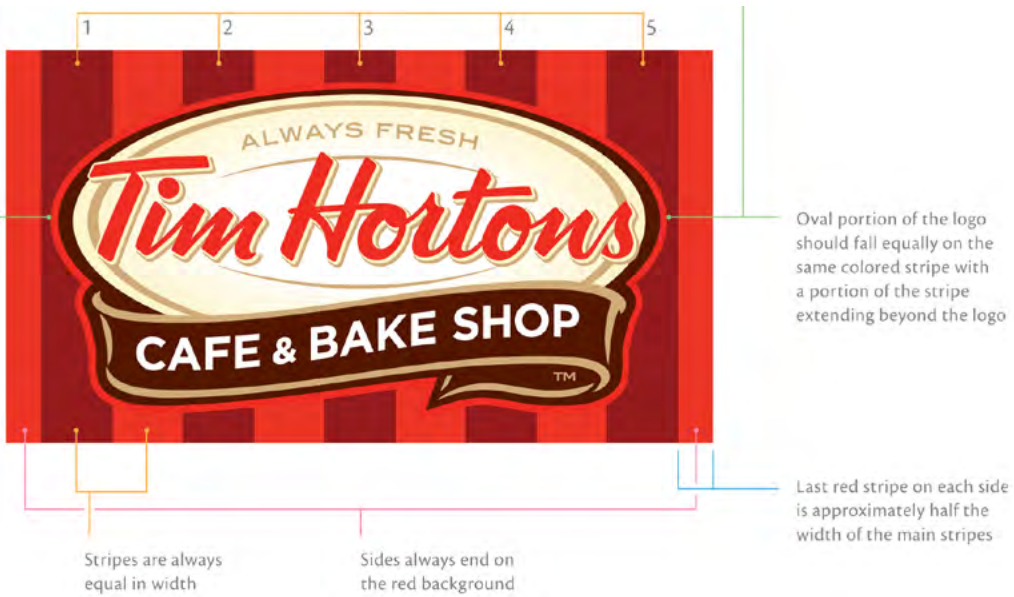 1 2 3 4 5
ALWAYS FRESH
Tim Hortons
CAFE & BAKE SHOP
TM
Oval portion of the logo
should fall equally on the
same colored stripe with
a portion of the stripe
extending beyond the logo
Last red stripe on each side
is approximately half the
width of the main stripes
Stripes are always
equal in width
Sides always end on
the red background